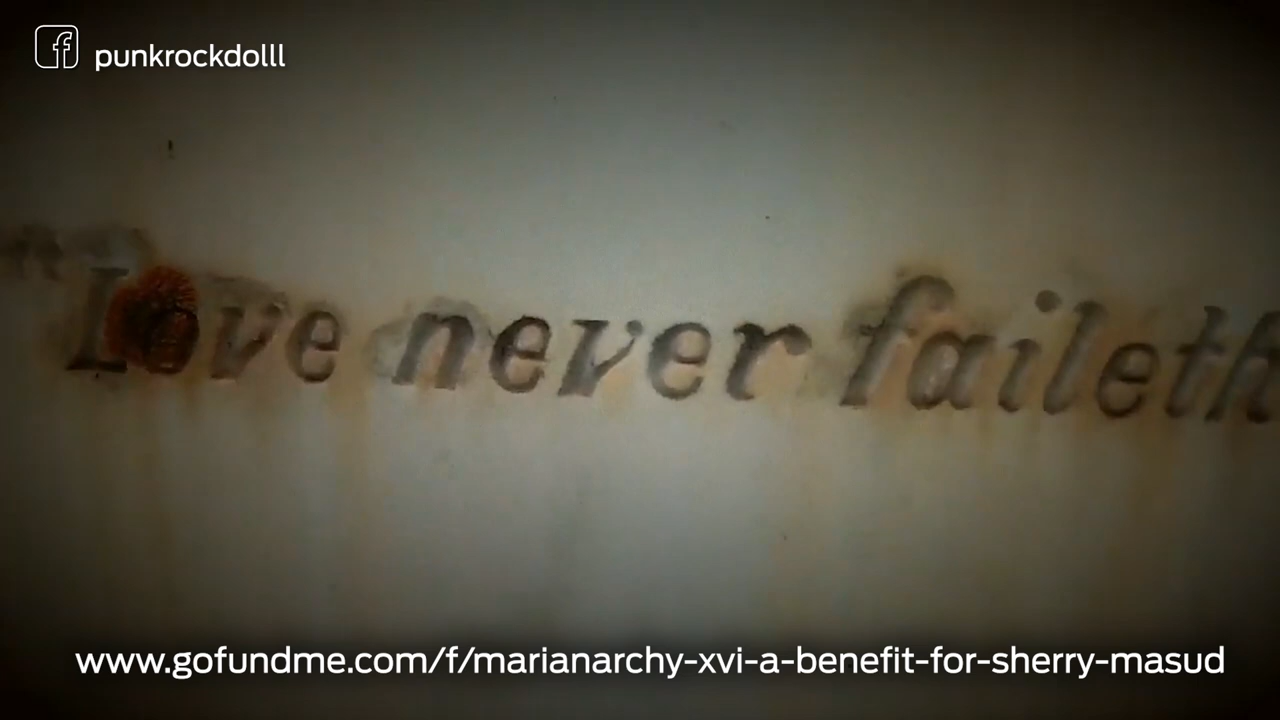 punkrockdolll
Love never faileth
www.gofundme.com/f/marianarchy-xvi-a-benefit-for-sherry-masud